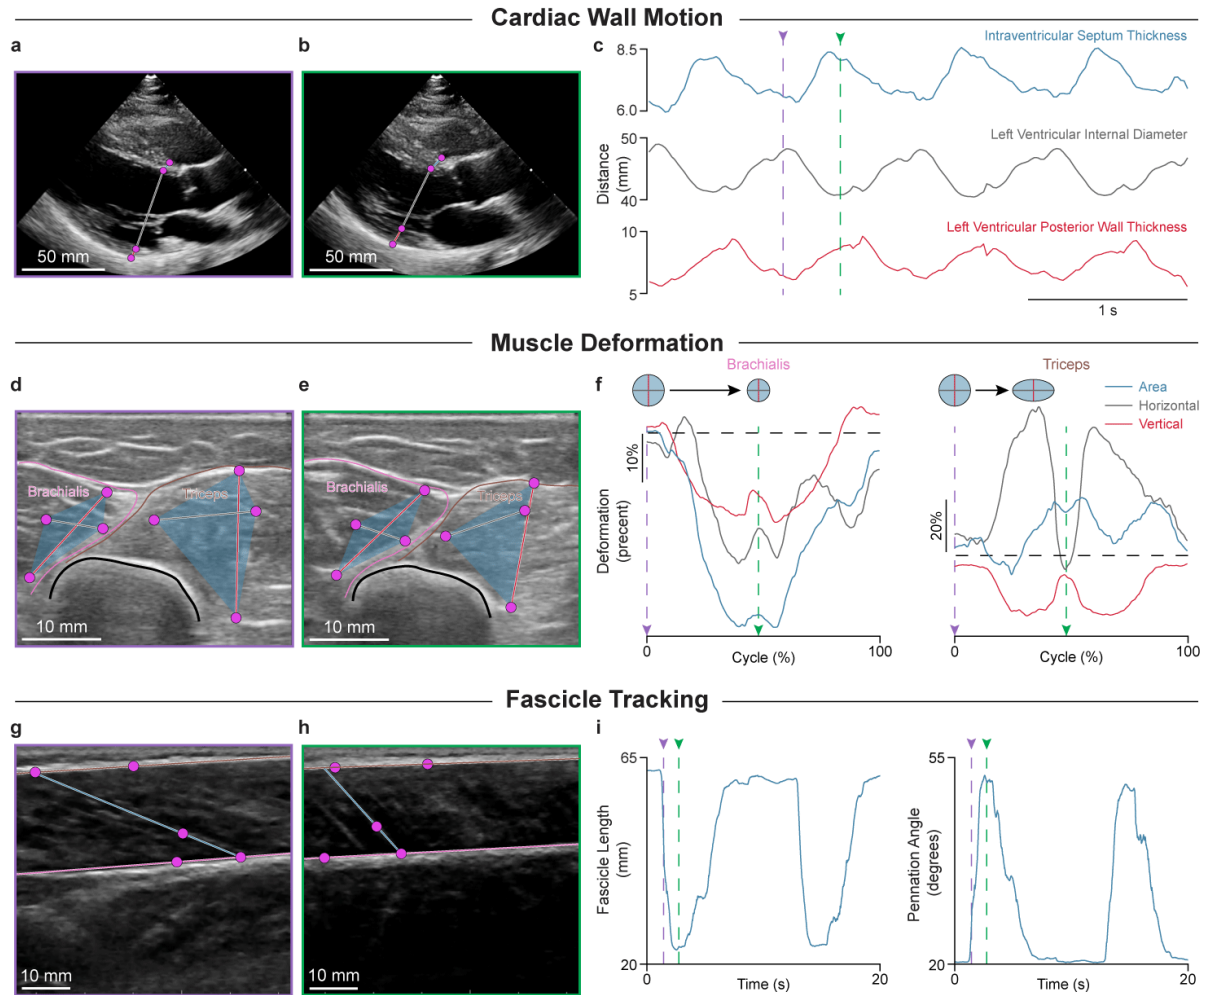 Cardiac Wall Motion
a
b
c
50 mm
50 mm
Distance
(mm)
8.5
6.0
Intraventricular Septum Thickness
50
40
Left Ventricular Internal Diameter
10
5
Left Ventricular Posterior Wall Thickness
1 s
Muscle Deformation
d
e
f
Brachialis
Triceps
10 mm
Brachialis
Triceps
10 mm
Brachialis
10%
Deformation
(precent)
0
100
Cycle (%)
Triceps
Area
Horizontal
Vertical
20%
0
100
Cycle (%)
Fascicle Tracking
g
h
i
10 mm
10 mm
65
20
Fascicle Length
(mm)
0
20
Time (s)
55
20
Pennation Angle
(degrees)
0
20
Time (s)